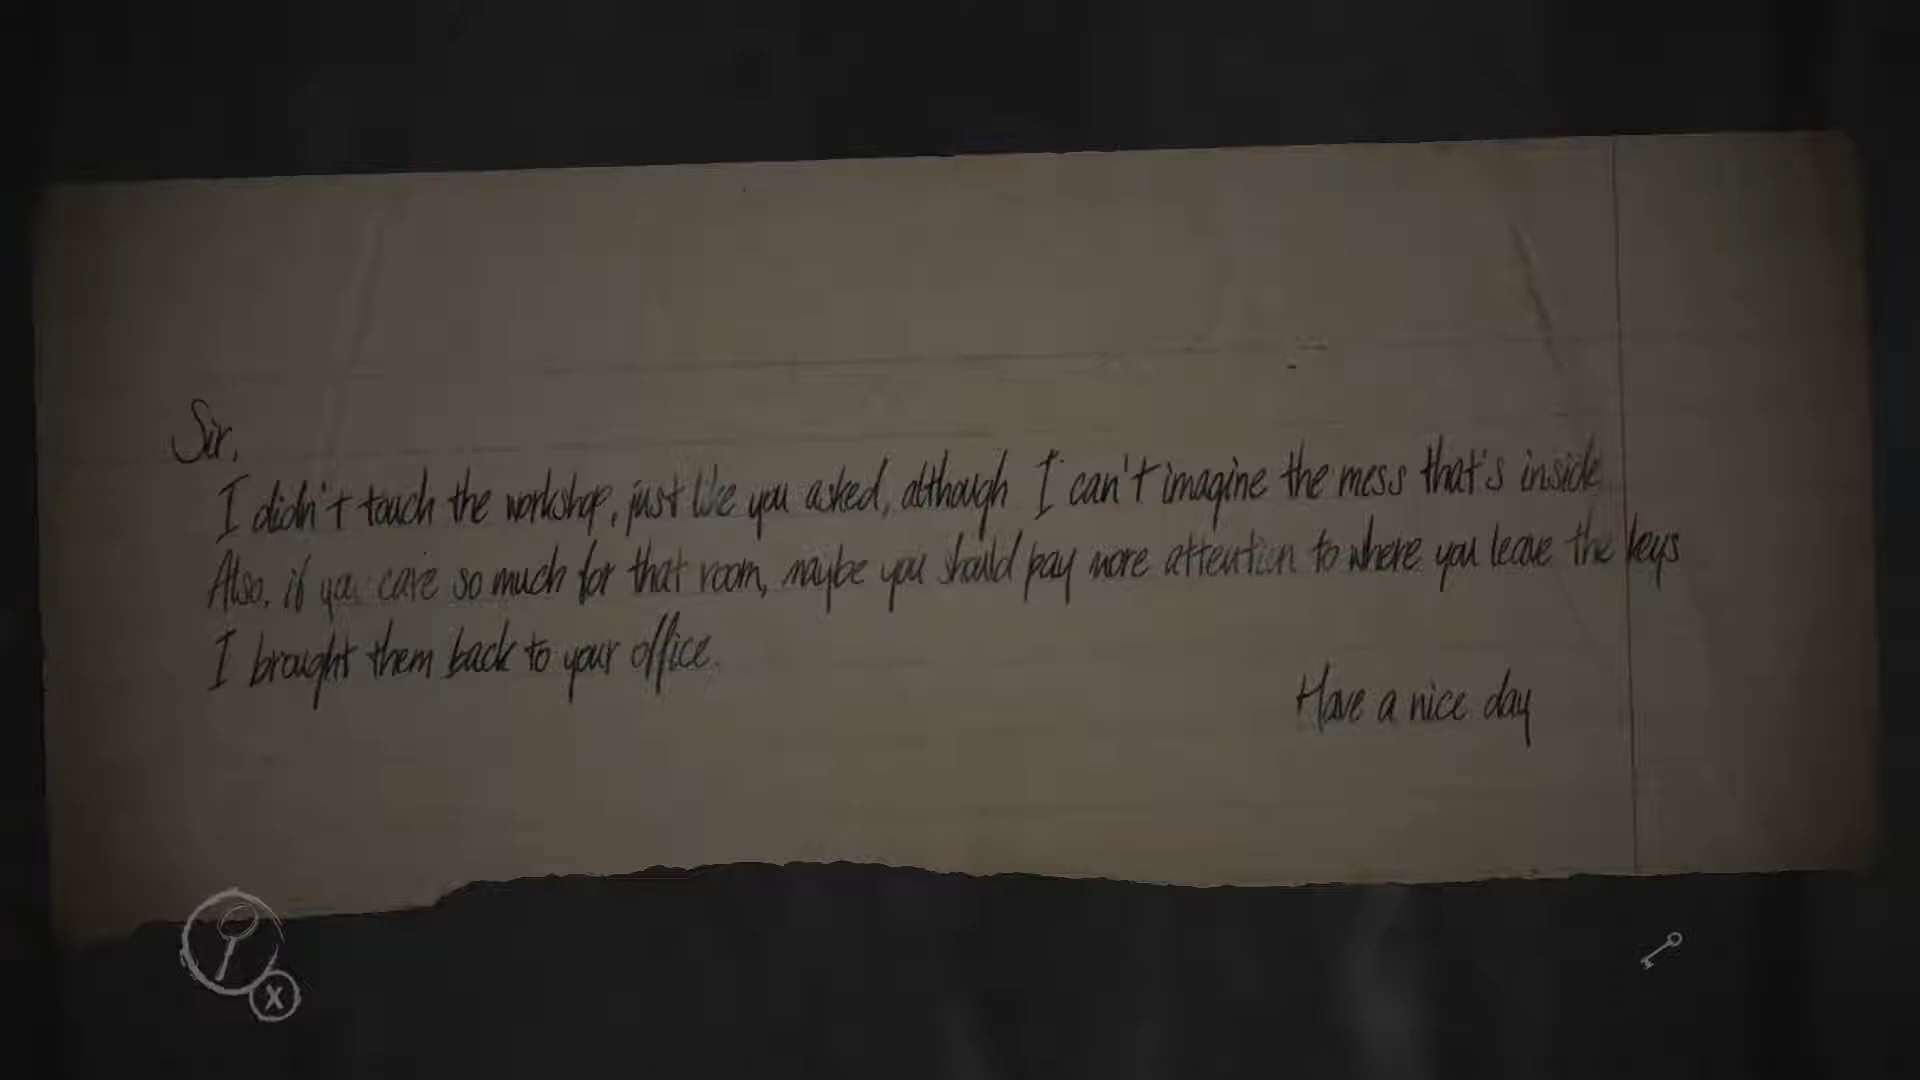 Sir,
I didn't touch the workshop, just like you asked, although I can't imagine the mess that's inside.
Also, if you care so much for that room, maybe you should pay more attention to where you leave the keys
I brought them back to your office.
Have a nice day
X